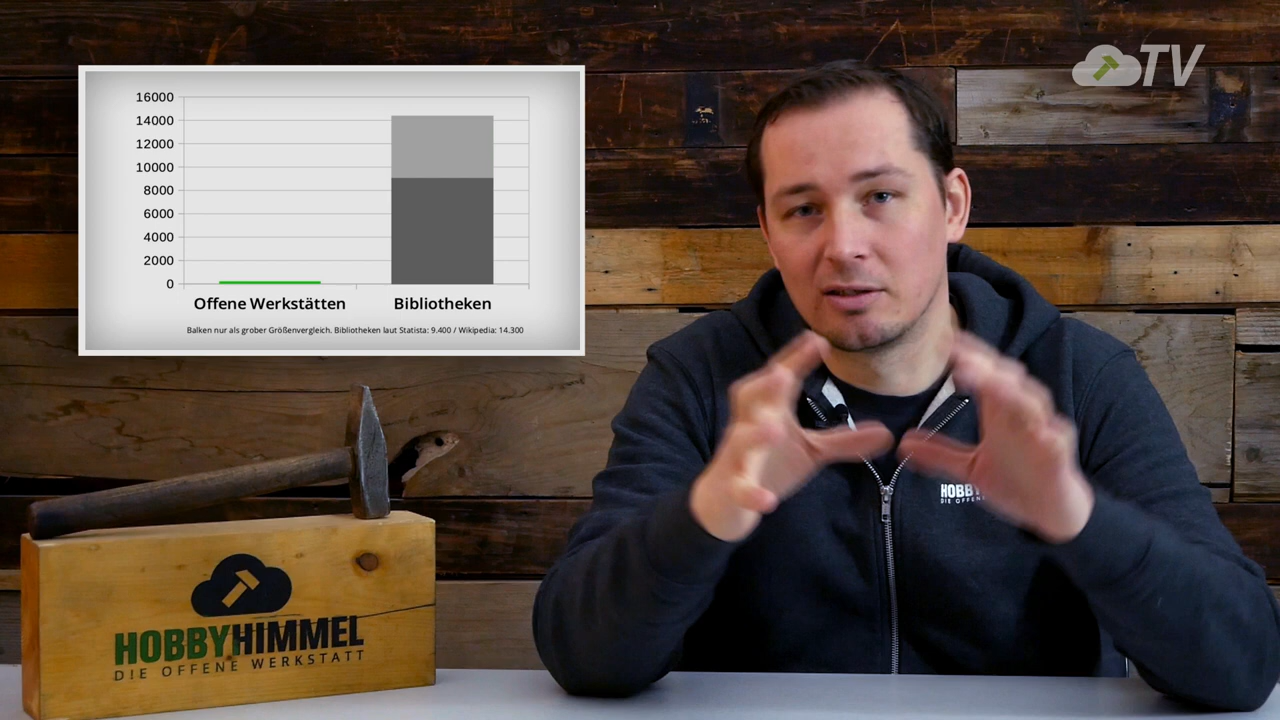 TV
16000
14000
12000
10000
8000
6000
4000
2000
0
Offene Werkstätten
Bibliotheken
Balken nur als grober Größenvergleich. Bibliotheken laut Statista: 9.400 / Wikipedia: 14.300
HOBBY
DIE OFFENE
HOBBYHIMMEL
D!E OFFENE WERKSTATT